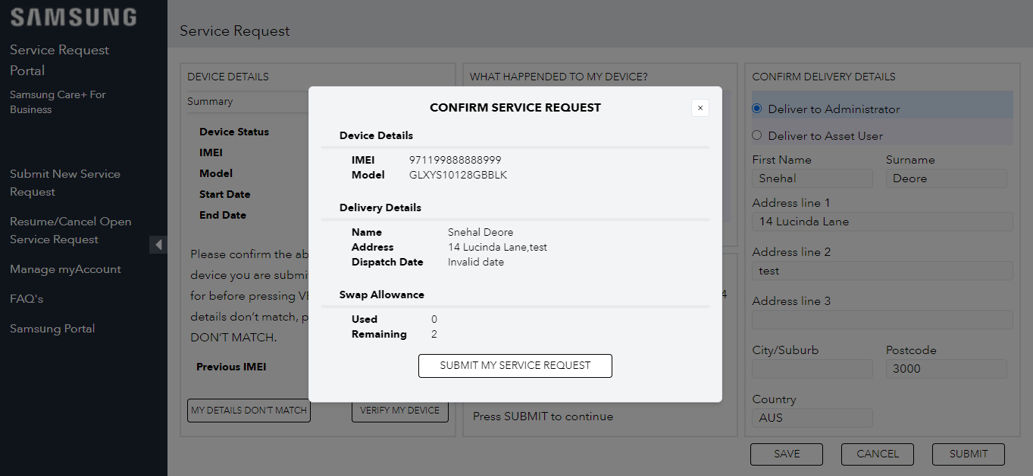 SAMSUNG
Service Request
Portal
Samsung Care+ For
Business
Submit New Service
Request
Resume/Cancel Open
Service Request
Manage myAccount
FAQ's
Samsung Portal
Service Request
DEVICE DETAILS
Summary
Device Status
IMEI
Model
Start Date
End Date
Please confirm the ab
device you are submi
for before pressing VE
details don't match, p
DON'T MATCH.
Previous IMEI
MY DETAILS DON'T MATCH
VERIFY MY DEVICE
WHAT HAPPENDED TO MY DEVICE?
4
Press SUBMIT to continue
CONFIRM SERVICE REQUEST
x
Device Details
IMEI 971199888888999
Model GLXYS10128GBBLK
Delivery Details
Name Snehal Deore
Address 14 Lucinda Lane,test
Dispatch Date Invalid date
Swap Allowance
Used 0
Remaining 2
SUBMIT MY SERVICE REQUEST
CONFIRM DELIVERY DETAILS
Deliver to Administrator
Deliver to Asset User
First Name Surname
Snehal Deore
Address line 1
14 Lucinda Lane
Address line 2
test
Address line 3
City/Suburb Postcode
3000
Country
AUS
SAVE CANCEL SUBMIT